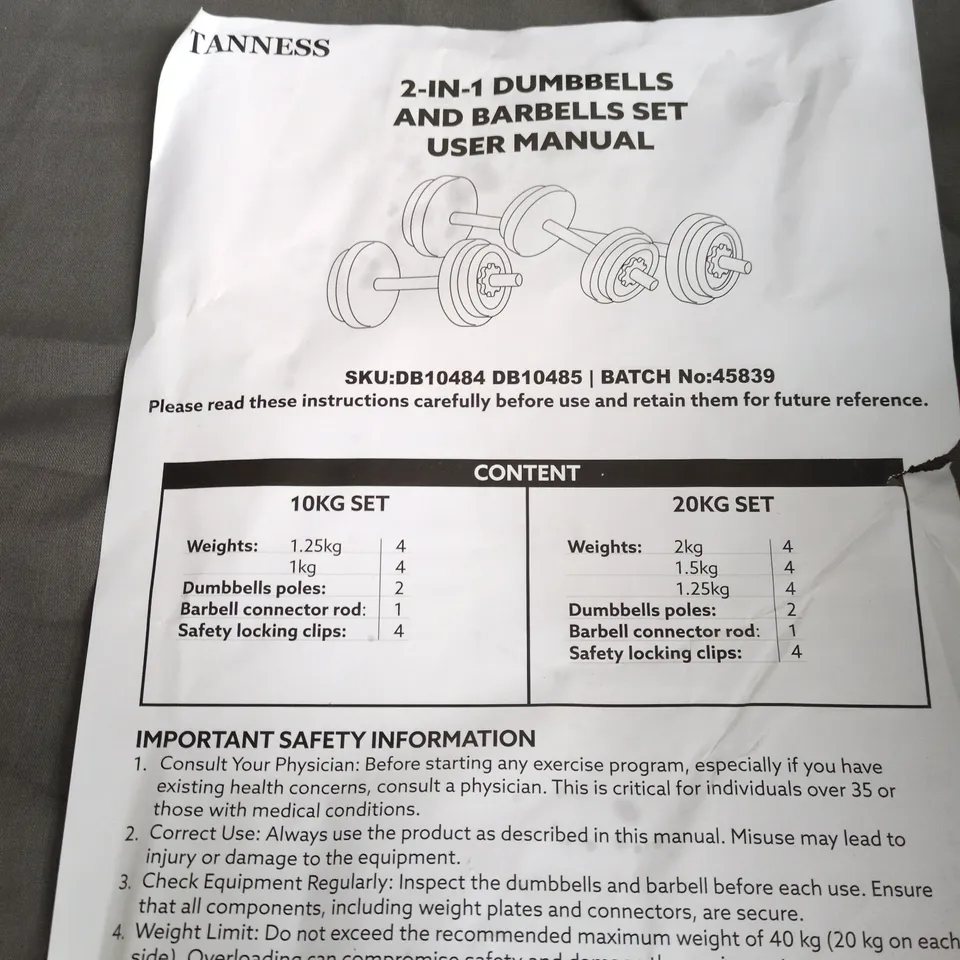 TANNESS
2-IN-1 DUMBBELLS
AND BARBELLS SET
USER MANUAL
SKU:DB10484 DB10485 | BATCH No:45839
Please read these instructions carefully before use and retain them for future reference.
CONTENT
10KG SET
Weights: 1.25kg 4
1kg 4
Dumbbells poles: 2
Barbell connector rod: 1
Safety locking clips: 4
20KG SET
Weights: 2kg 4
1.5kg 4
1.25kg 4
Dumbbells poles: 2
Barbell connector rod: 1
Safety locking clips: 4
IMPORTANT SAFETY INFORMATION
1. Consult Your Physician: Before starting any exercise program, especially if you have
existing health concerns, consult a physician. This is critical for individuals over 35 or
those with medical conditions.
2. Correct Use: Always use the product as described in this manual. Misuse may lead to
injury or damage to the equipment.
3. Check Equipment Regularly: Inspect the dumbbells and barbell before each use. Ensure
that all components, including weight plates and connectors, are secure.
4. Weight Limit: Do not exceed the recommended maximum weight of 40 kg (20 kg on each
side). Overloading can compromise safety and